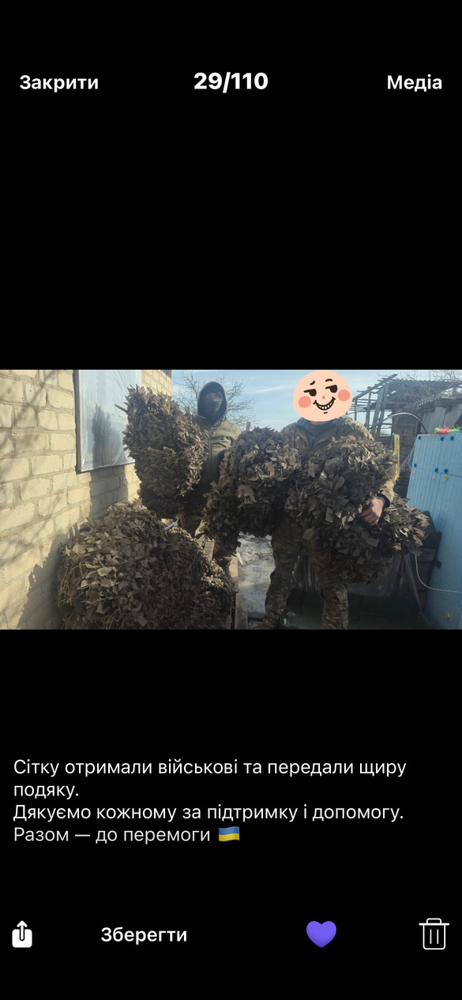 Закрити 29/110 Медіа
Сітку отримали військові та передали щиру
подяку.
Дякуємо кожному за підтримку і допомогу.
Разом — до перемоги 🇺🇦
Зберегти